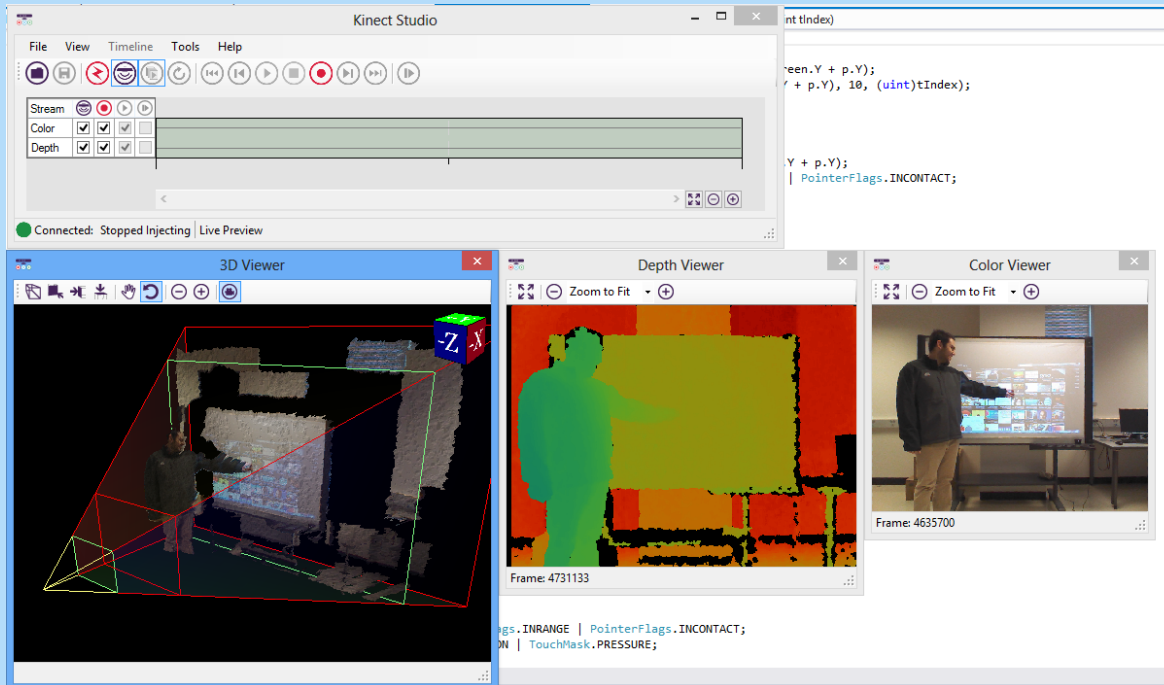 Kinect Studio
int tIndex)
File View Timeline Tools Help
reen.Y + p.Y);
Y + p.Y), 10, (uint)tIndex);
Stream
Color
Depth
.Y + p.Y);
| PointerFlags.INCONTACT;
Connected: Stopped Injecting Live Preview
3D Viewer
-Y
-Z
-X
Depth Viewer
Zoom to Fit
Frame: 4731133
Color Viewer
Zoom to Fit
Frame: 4635700
ags.INRANGE | PointerFlags.INCONTACT;
ON | TouchMask.PRESSURE;